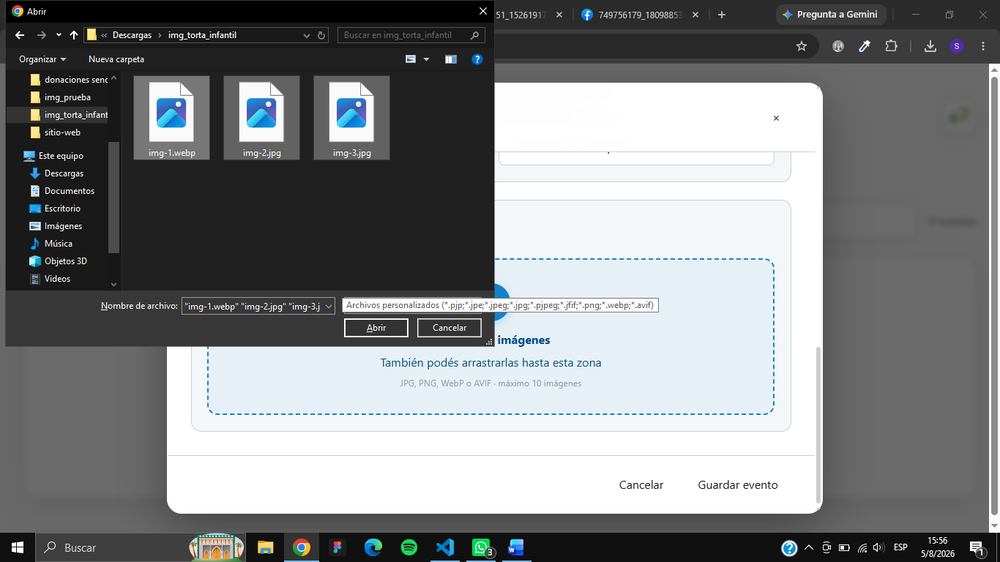 Abrir
51_15261917
749756179_18098853
Pregunta a Gemini
Descargas
img_torta_infantil
Buscar en img_torta_infantil
S
Organizar
Nueva carpeta
donaciones senc
img_prueba
img_torta_infant
sitio-web
Este equipo
Descargas
Documentos
Escritorio
Imágenes
Música
Objetos 3D
Videos
img-1.webp
img-2.jpg
img-3.jpg
Nombre de archivo:
"img-1.webp" "img-2.jpg" "img-3.j
Archivos personalizados (*.pjp;*.jpe;*.jpeg;*.jpg;*.pjpeg;*.jfif;*.png;*.webp;*.avif)
Abrir
Cancelar
imágenes
También podés arrastrarlas hasta esta zona
JPG, PNG, WebP o AVIF · máximo 10 imágenes
Cancelar
Guardar evento
Buscar
3
ESP
15:56
5/8/2026
1